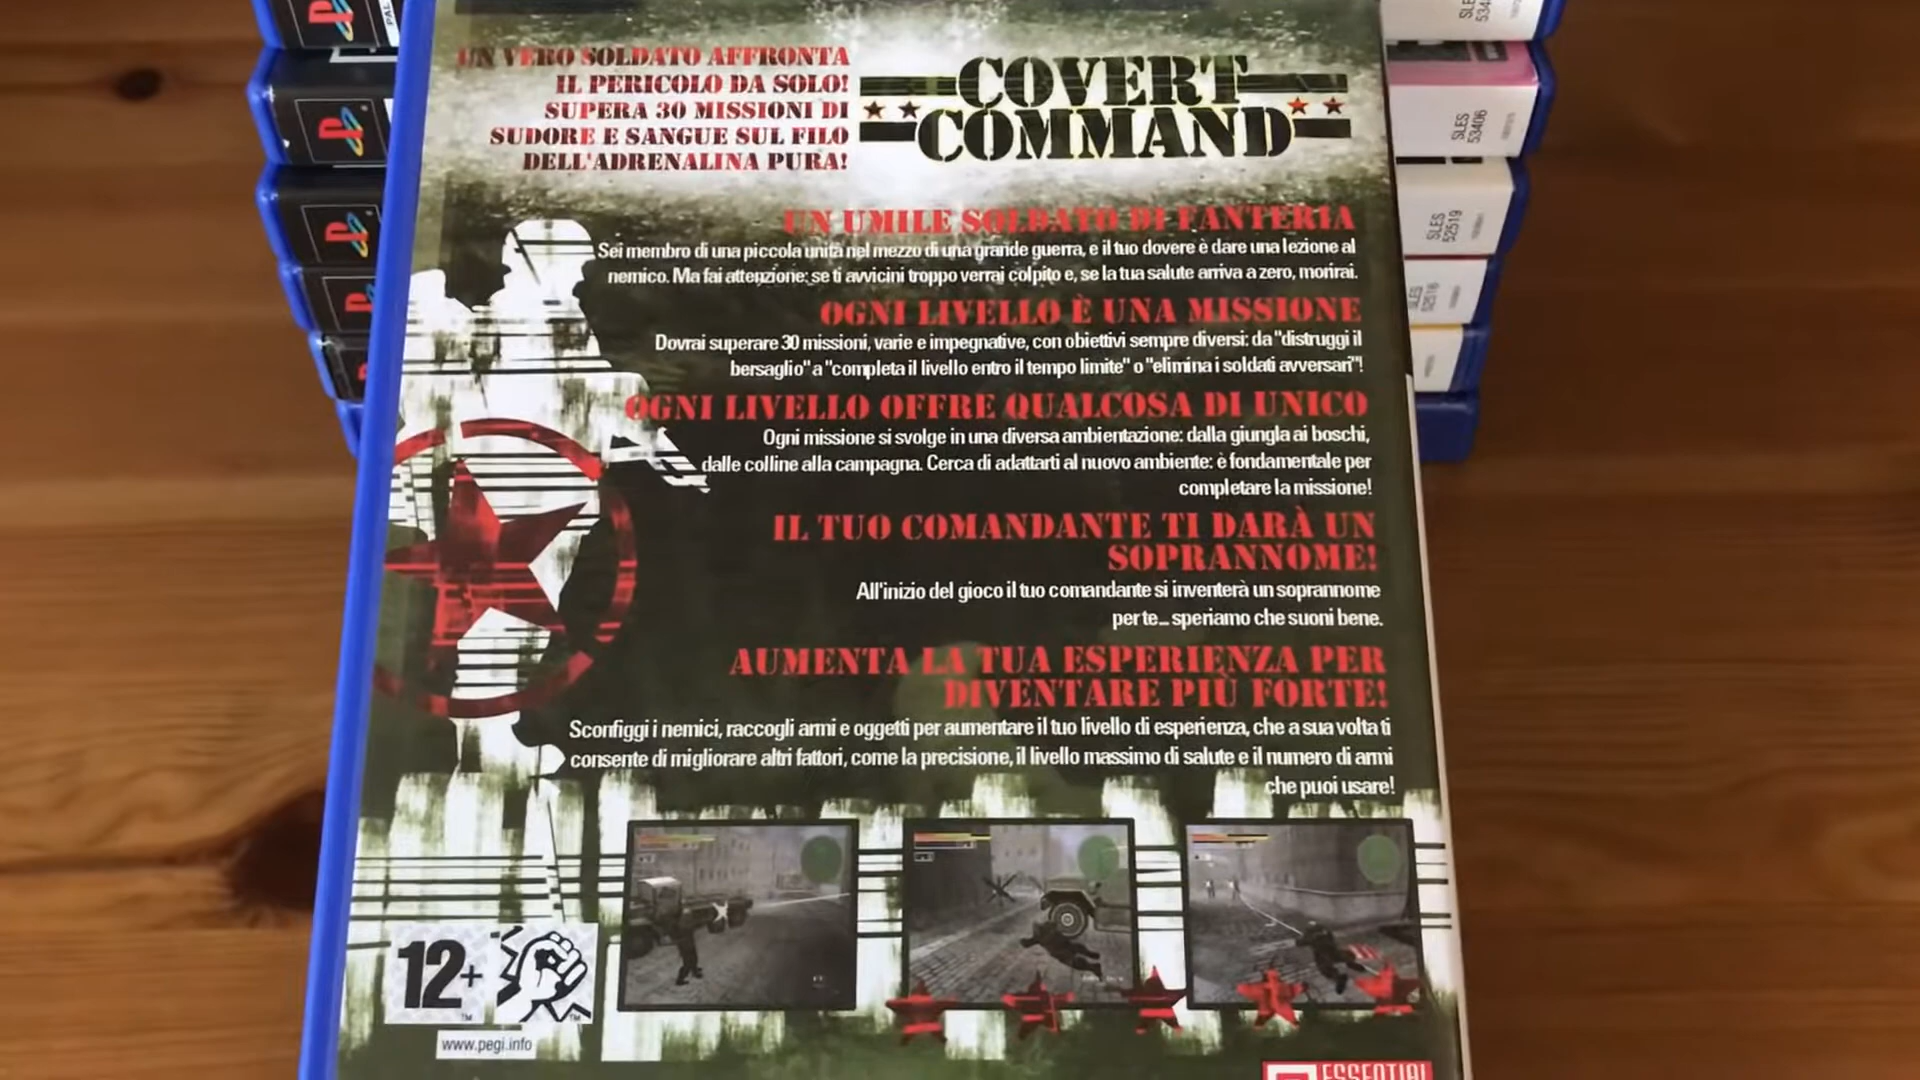 UN VERO SOLDATO AFFRONTA
IL PERICOLO DA SOLO!
SUPERA 30 MISSIONI DI
SUDORE E SANGUE SUL FILO
DELL'ADRENALINA PURA!
COVERT
COMMAND
UN UMILE SOLDATO DI FANTERIA
Sei membro di una piccola unità nel mezzo di una grande guerra, e il tuo dovere è dare una lezione al
nemico. Ma fai attenzione: se ti avvicini troppo verrai colpito e, se la tua salute arriva a zero, morirai.
OGNI LIVELLO È UNA MISSIONE
Dovrai superare 30 missioni, varie e impegnative, con obiettivi sempre diversi: da "distruggi il
bersaglio" a "completa il livello entro il tempo limite" o "elimina i soldati avversari"!
OGNI LIVELLO OFFRE QUALCOSA DI UNICO
Ogni missione si svolge in una diversa ambientazione: dalla giungla ai boschi,
dalle colline alla campagna. Cerca di adattarti al nuovo ambiente: è fondamentale per
completare la missione!
IL TUO COMANDANTE TI DARÀ UN
SOPRANNOME!
All'inizio del gioco il tuo comandante si inventerà un soprannome
per te... speriamo che suoni bene.
AUMENTA LA TUA ESPERIENZA PER
DIVENTARE PIÙ FORTE!
Sconfiggi i nemici, raccogli armi e oggetti per aumentare il tuo livello di esperienza, che a sua volta ti
consente di migliorare altri fattori, come la precisione, il livello massimo di salute e il numero di armi
che puoi usare!
12+
TM
TM
www.pegi.info
ESSENTIAL
SLES
53406
SLES
52519
SLES